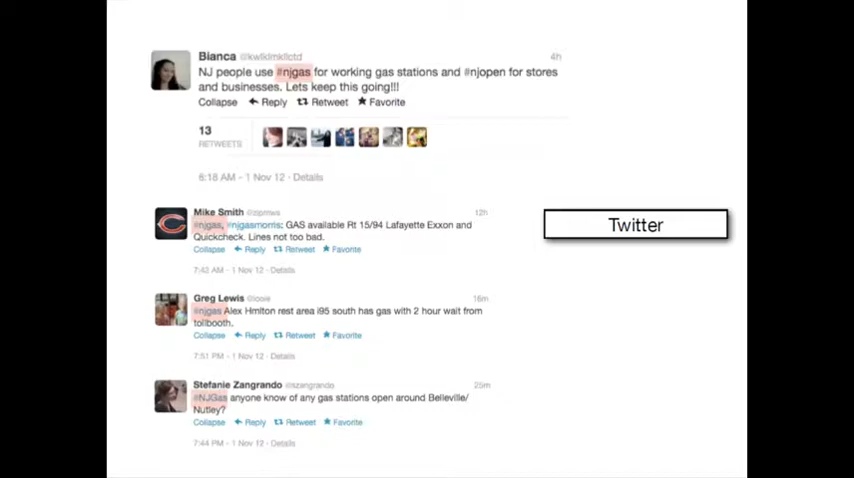 Bianca @kwikimkilctd 4h
NJ people use #njgas for working gas stations and #njopen for stores
and businesses. Lets keep this going!!!
Collapse Reply Retweet Favorite
13
RETWEETS
6:18 AM - 1 Nov 12 · Details
Mike Smith @zipmws 12h
#njgas, #njgasmorris: GAS available Rt 15/94 Lafayette Exxon and
Quickcheck. Lines not too bad.
Collapse Reply Retweet Favorite
7:42 AM - 1 Nov 12 · Details
Twitter
Greg Lewis @looie 16m
#njgas Alex Hmlton rest area i95 south has gas with 2 hour wait from
tollbooth.
Collapse Reply Retweet Favorite
7:51 PM - 1 Nov 12 · Details
Stefanie Zangrando @szangrando 25m
#NJGas anyone know of any gas stations open around Belleville/
Nutley?
Collapse Reply Retweet Favorite
7:44 PM - 1 Nov 12 · Details